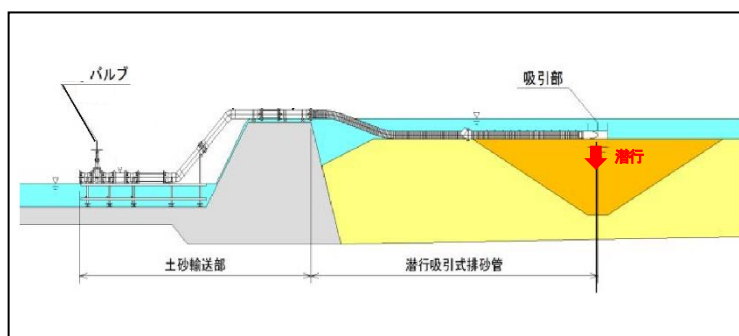 バルブ
吸引部
潜行
土砂輸送部
潜行吸引式排砂管